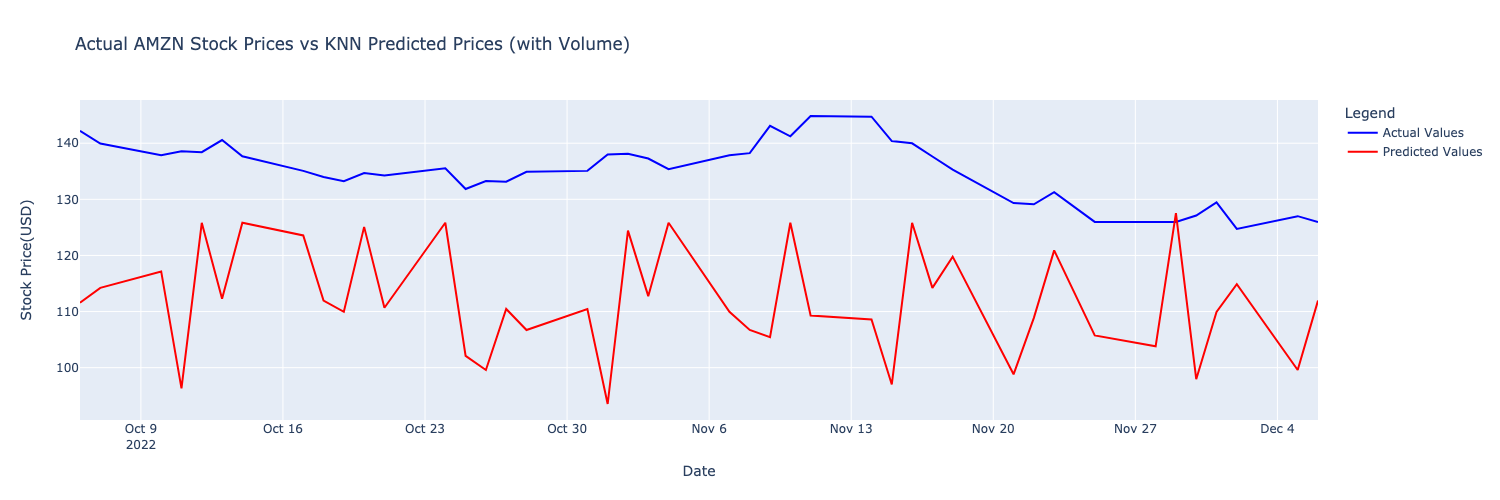 Actual AMZN Stock Prices vs KNN Predicted Prices (with Volume)
Legend
Actual Values
Predicted Values
Stock Price(USD)
140
130
120
110
100
Oct 9
2022
Oct 16
Oct 23
Oct 30
Nov 6
Nov 13
Nov 20
Nov 27
Dec 4
Date